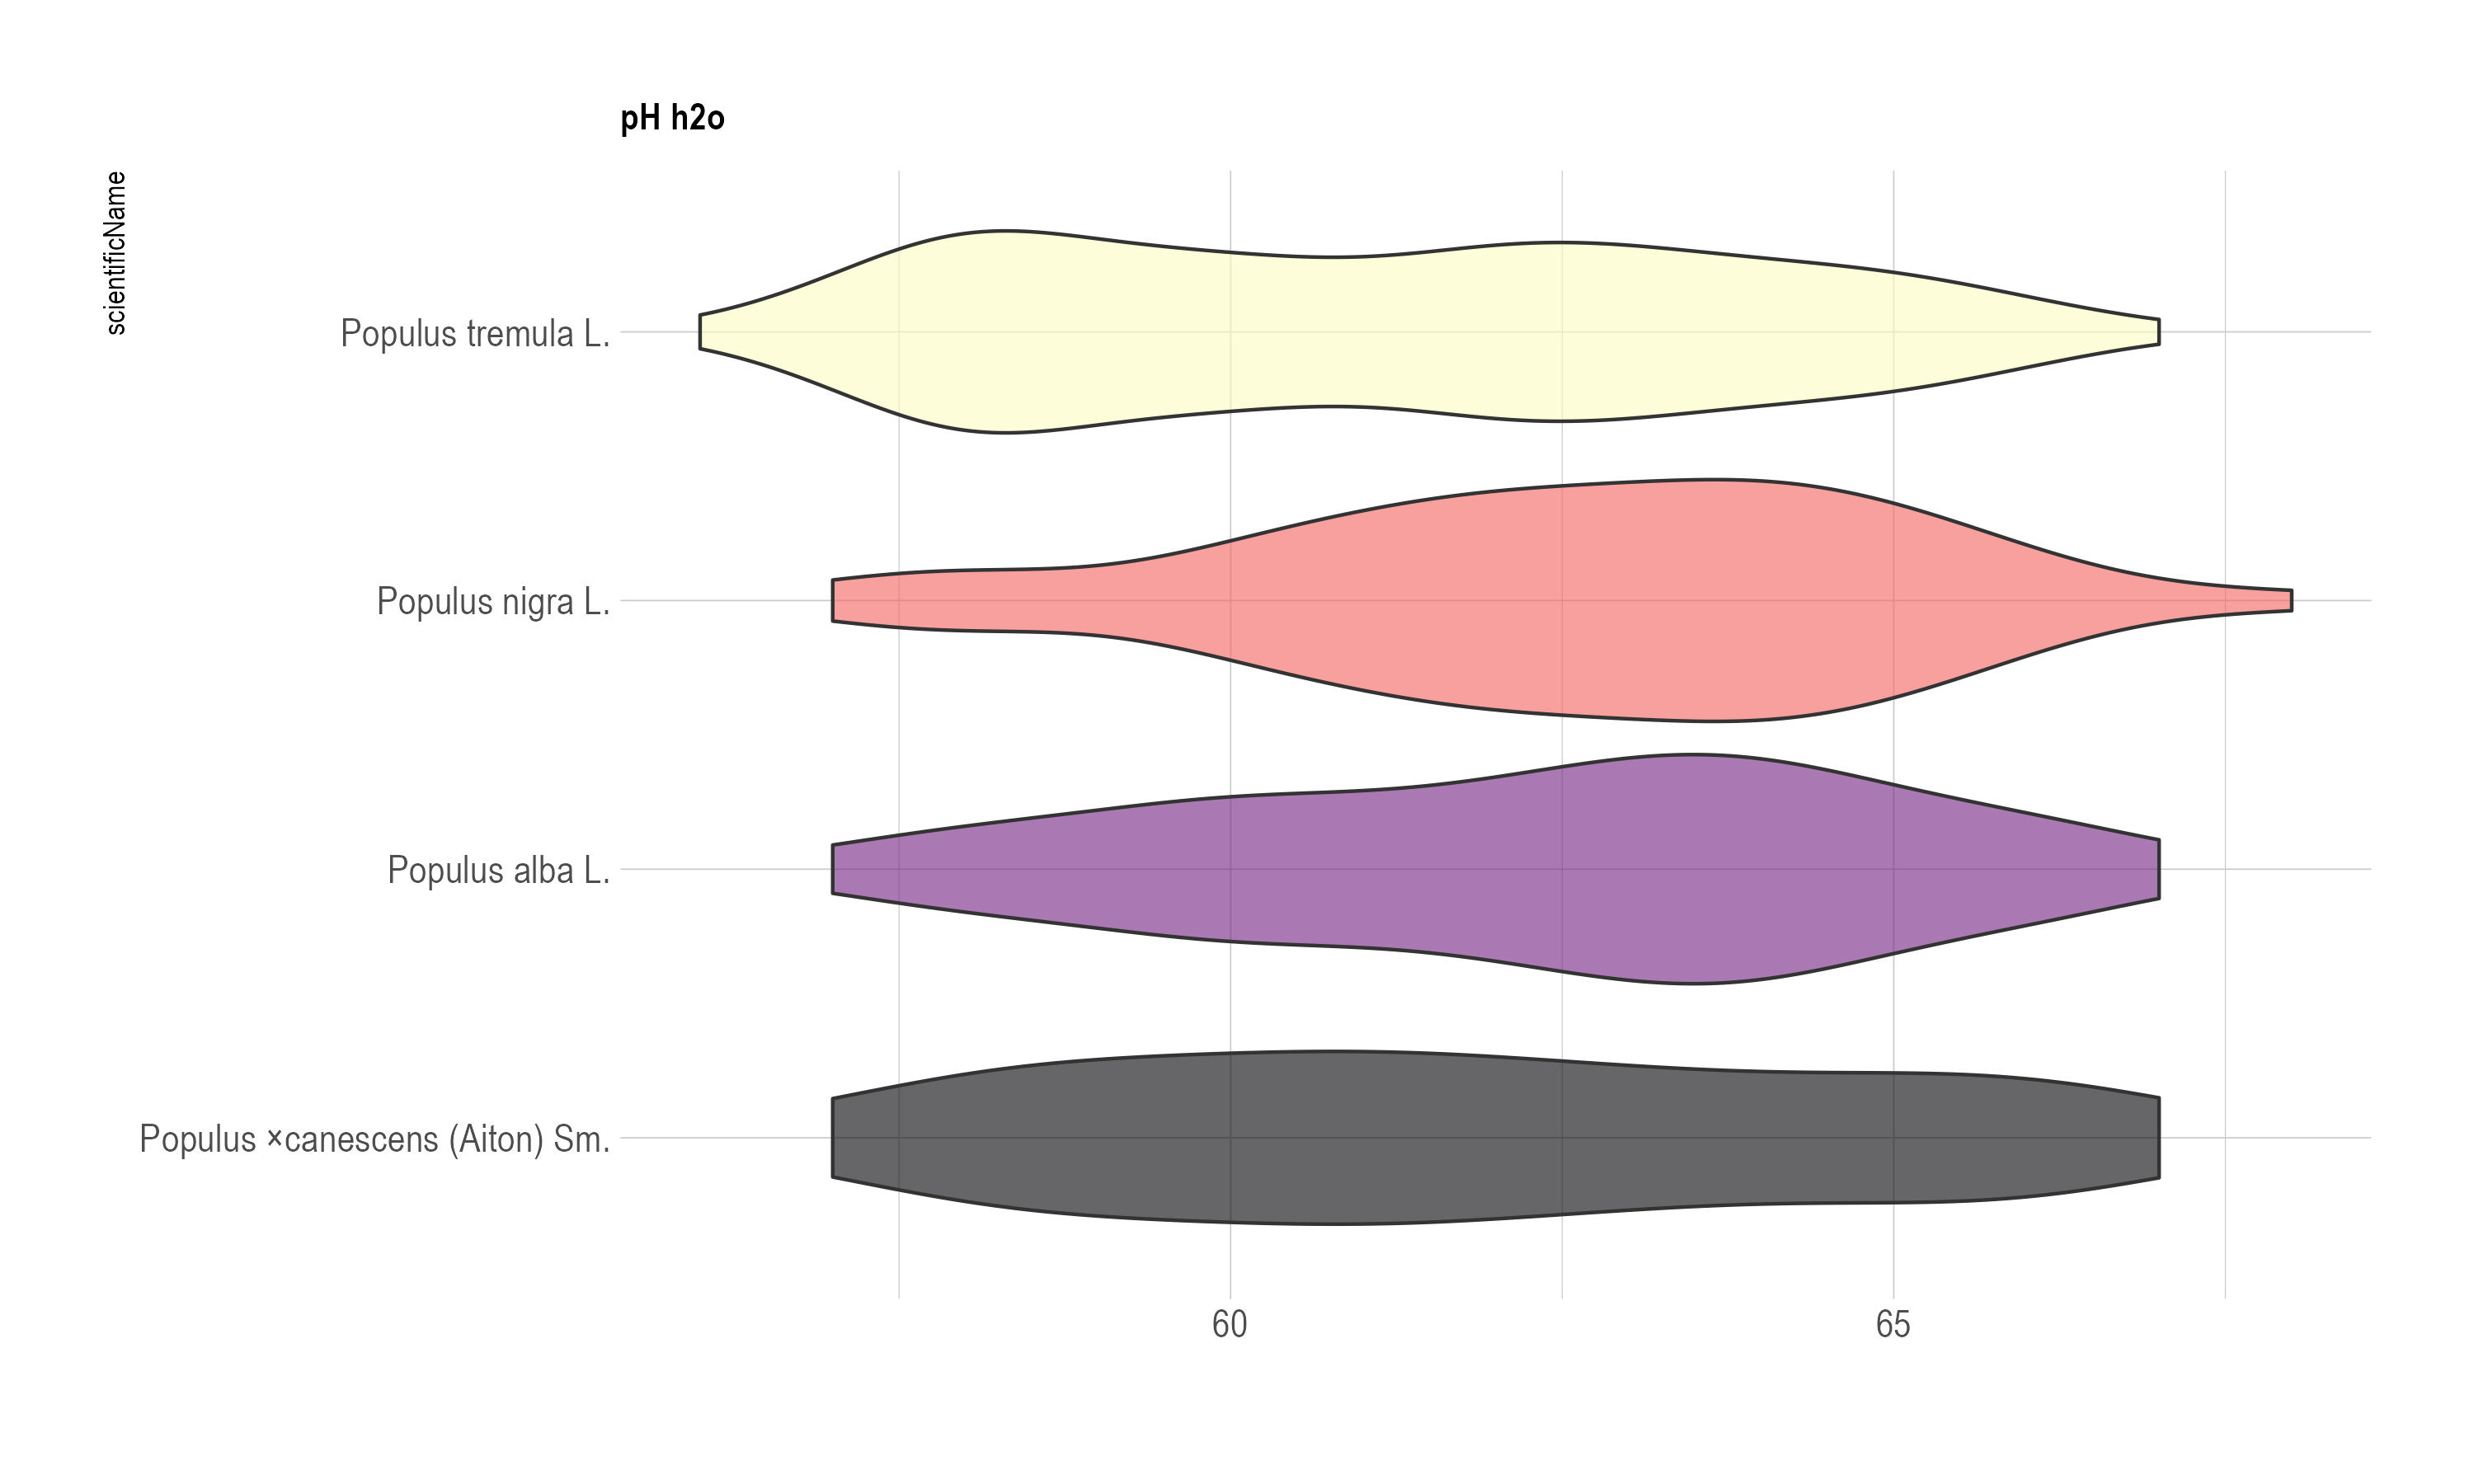 pH h2o
scientificName
Populus tremula L.
Populus nigra L.
Populus alba L.
Populus ×canescens (Aiton) Sm.
60
65